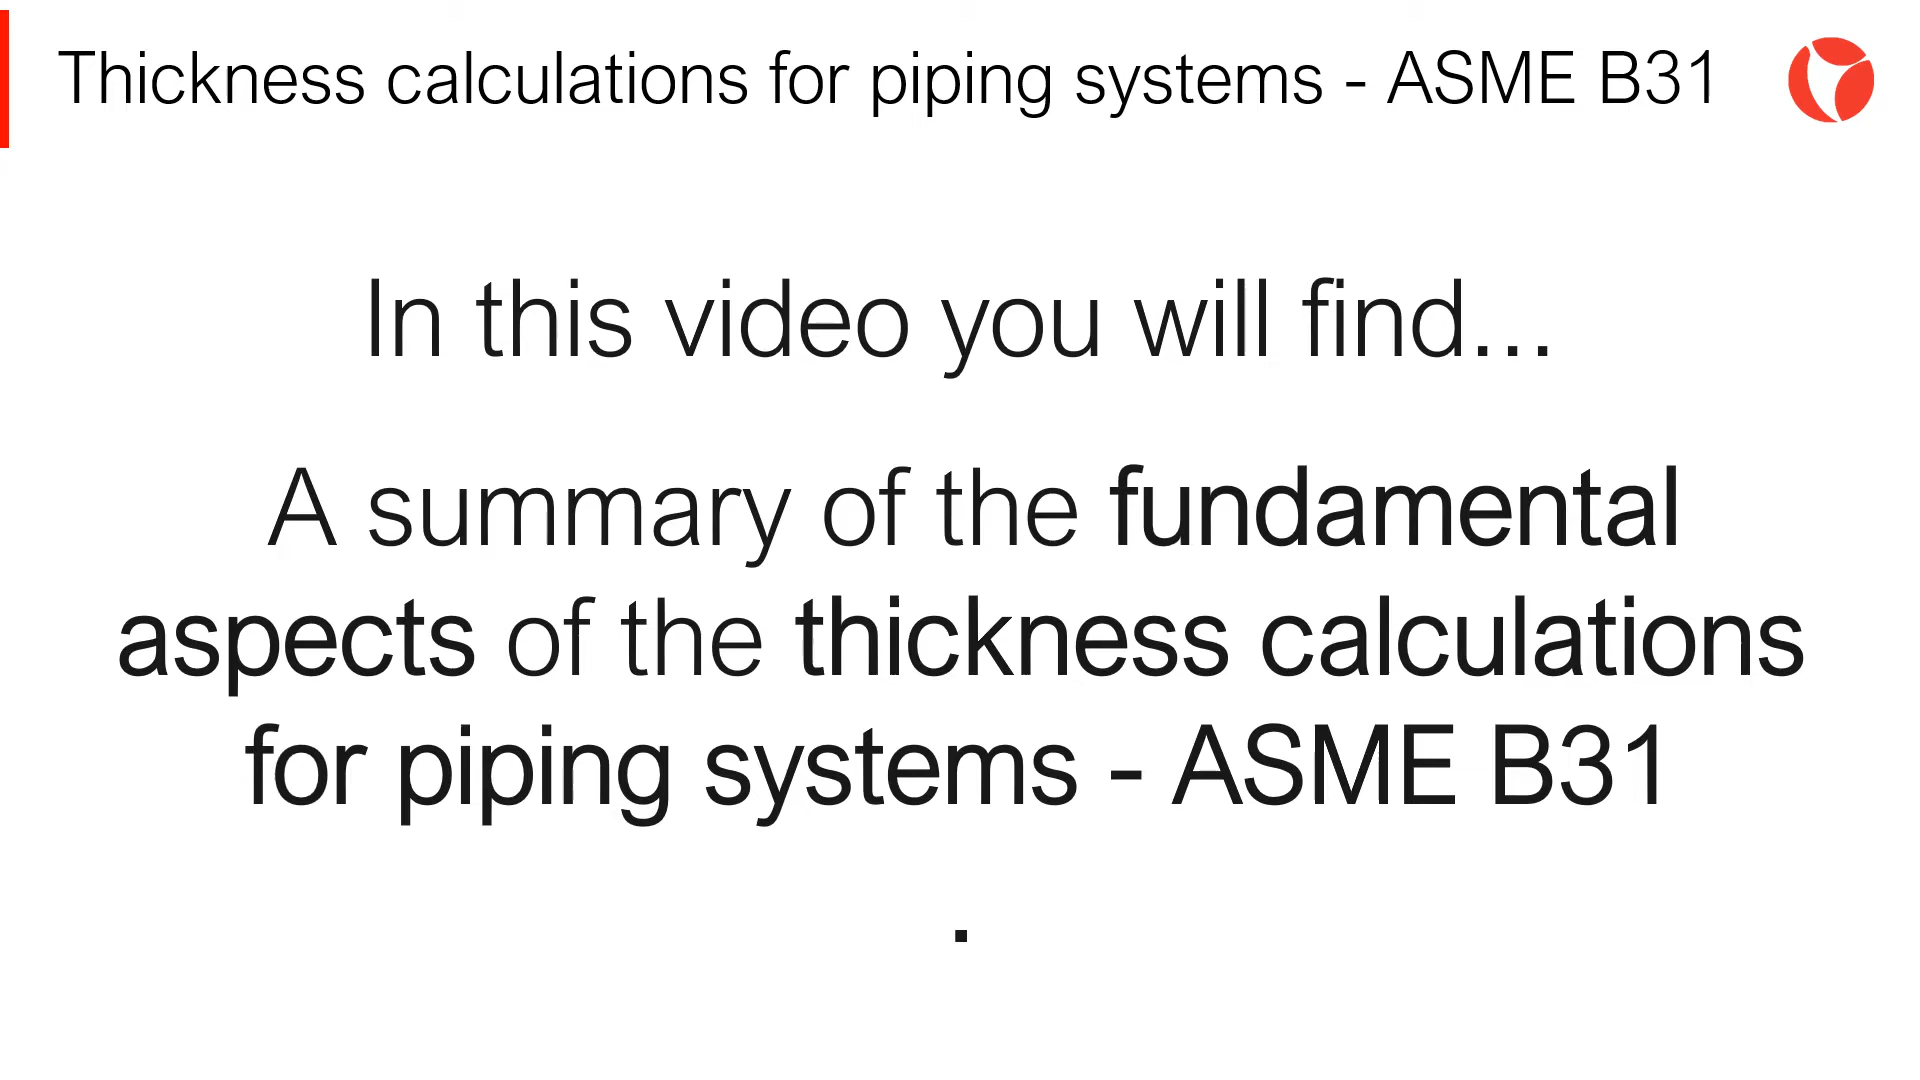 Thickness calculations for piping systems - ASME B31
In this video you will find...
A summary of the fundamental
aspects of the thickness calculations
for piping systems - ASME B31
.